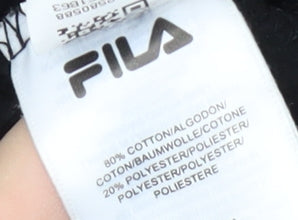 FILA
80% COTTON/ALGODON/
COTON/BAUMWOLLE/COTONE
20% POLYESTER/POLIESTER/
POLYESTER/POLYESTER/
POLIESTERE